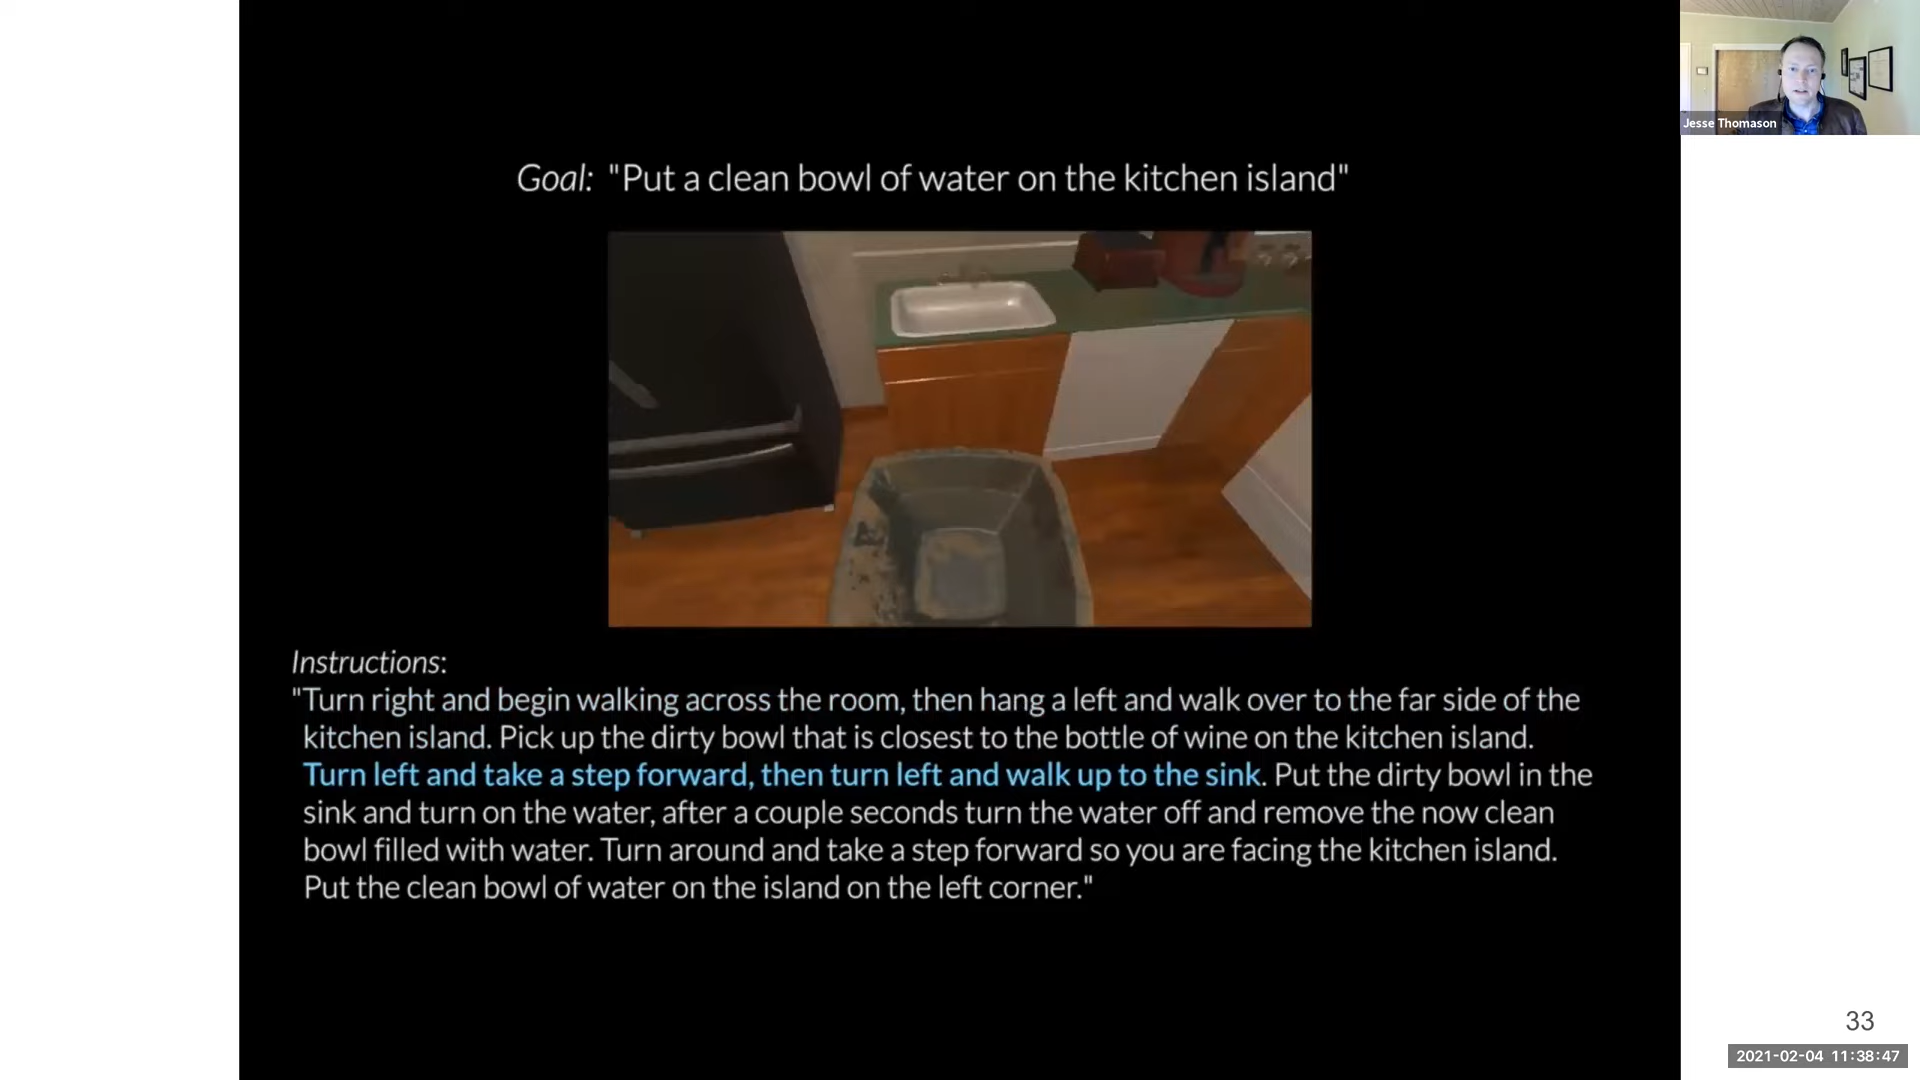 Jesse Thomason
Goal: "Put a clean bowl of water on the kitchen island"
Instructions:
"Turn right and begin walking across the room, then hang a left and walk over to the far side of the
kitchen island. Pick up the dirty bowl that is closest to the bottle of wine on the kitchen island.
Turn left and take a step forward, then turn left and walk up to the sink. Put the dirty bowl in the
sink and turn on the water, after a couple seconds turn the water off and remove the now clean
bowl filled with water. Turn around and take a step forward so you are facing the kitchen island.
Put the clean bowl of water on the island on the left corner."
33
2021-02-04 11:38:47